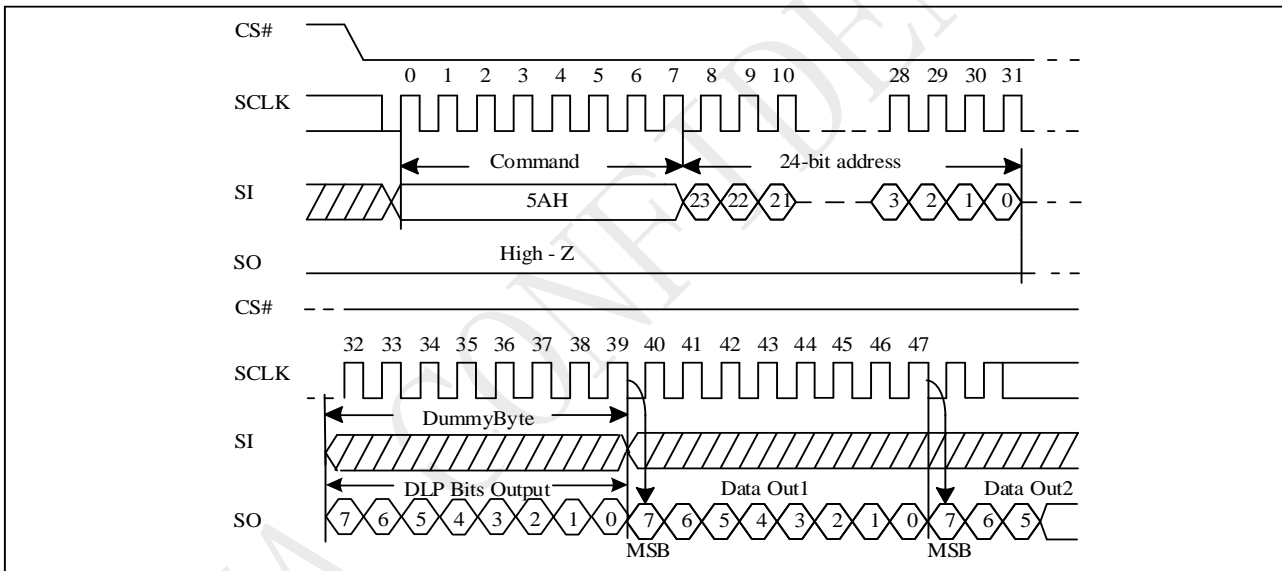 CS#
0 1 2 3 4 5 6 7 8 9 10 28 29 30 31
SCLK
Command 24-bit address
SI 5AH 23 22 21 3 2 1 0
High - Z
SO
CS#
32 33 34 35 36 37 38 39 40 41 42 43 44 45 46 47
SCLK
DummyByte
SI
DLP Bits Output Data Out1 Data Out2
SO 7 6 5 4 3 2 1 0 7 6 5 4 3 2 1 0 7 6 5
MSB MSB